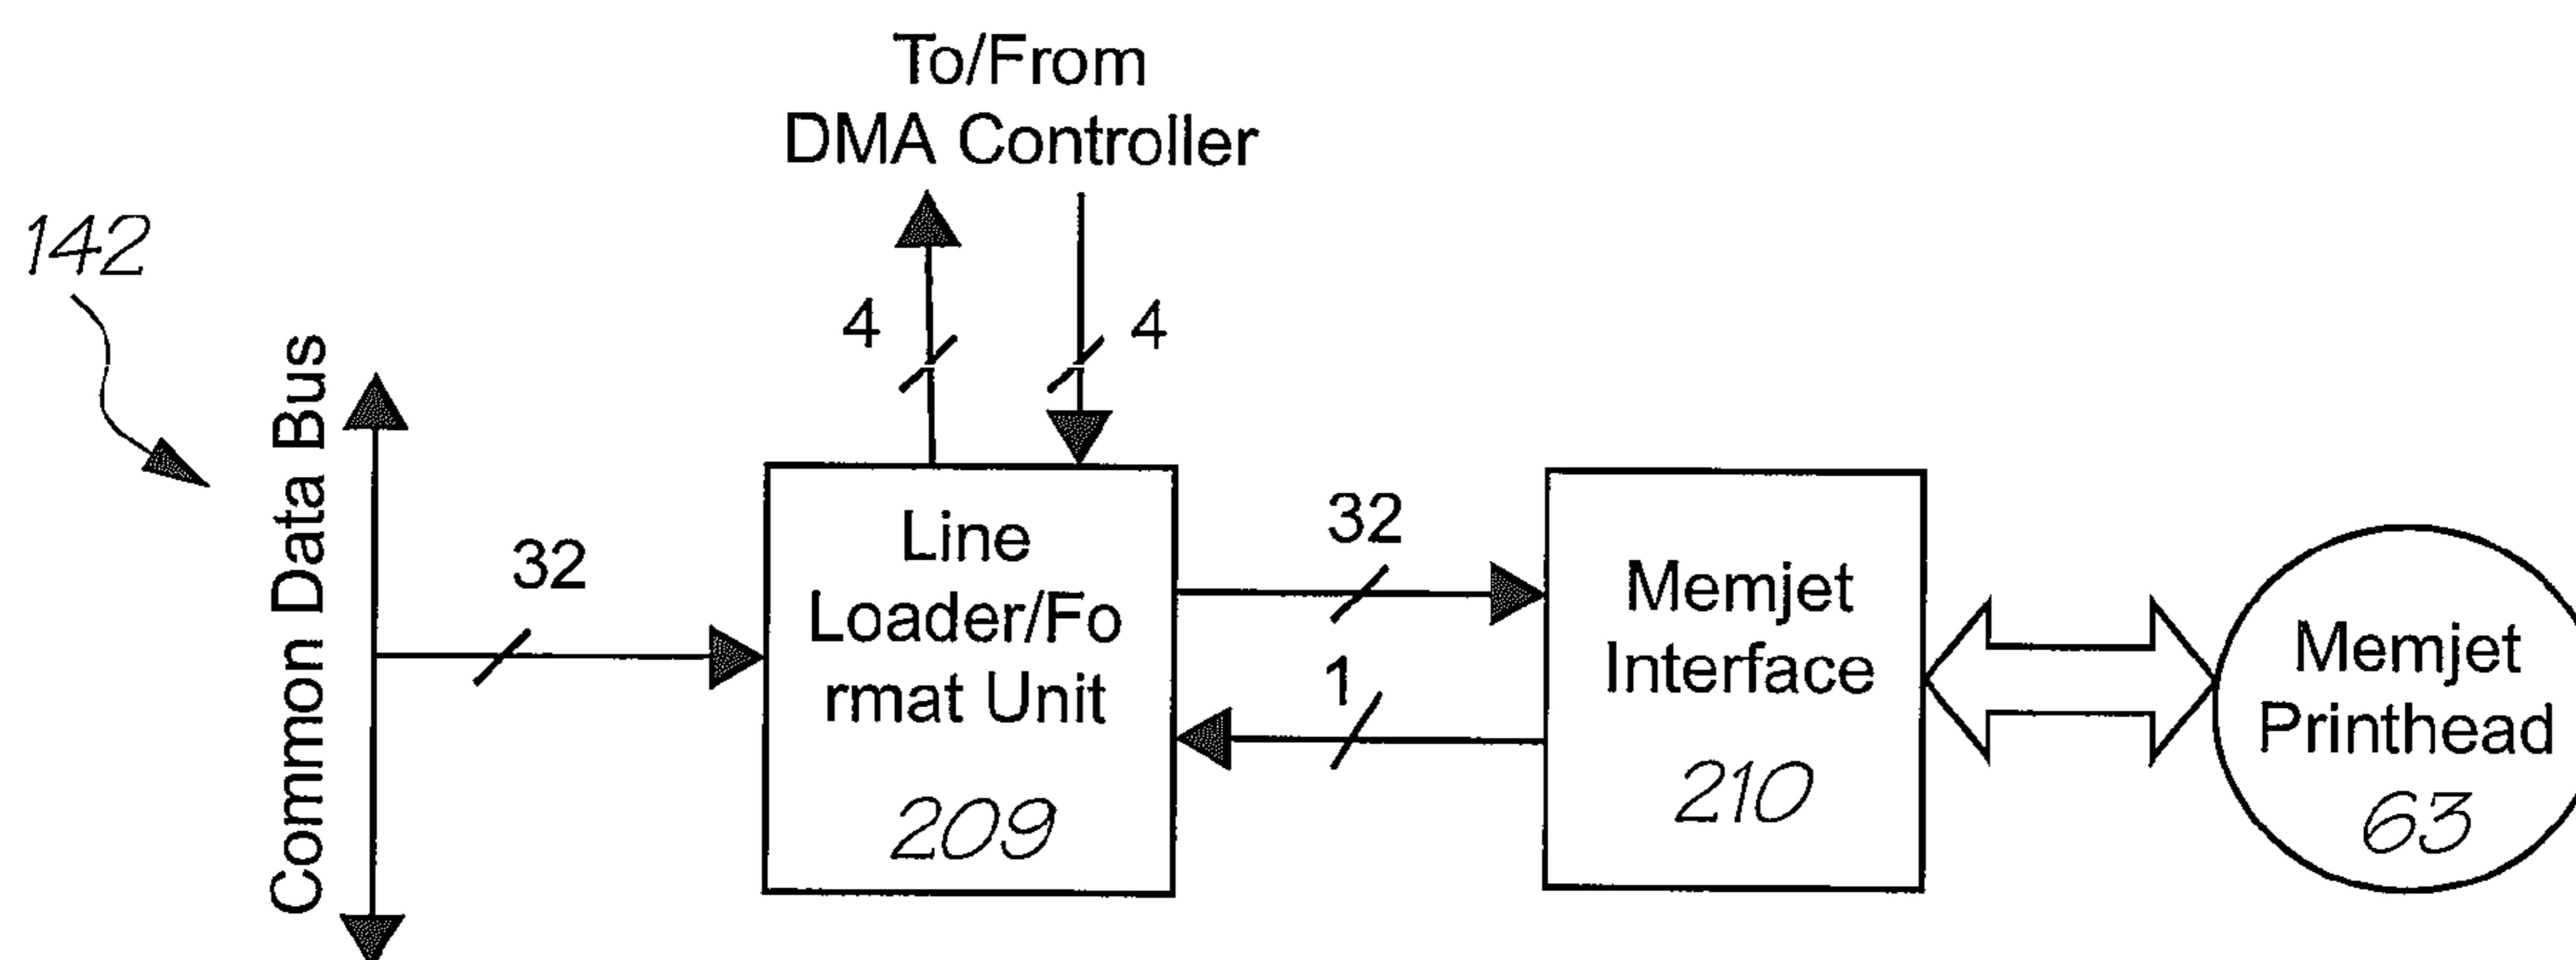 To/From
DMA Controller
142
4
4
Common Data Bus
32
Line
Loader/Fo
rmat Unit
209
32
1
Memjet
Interface
210
Memjet
Printhead
63